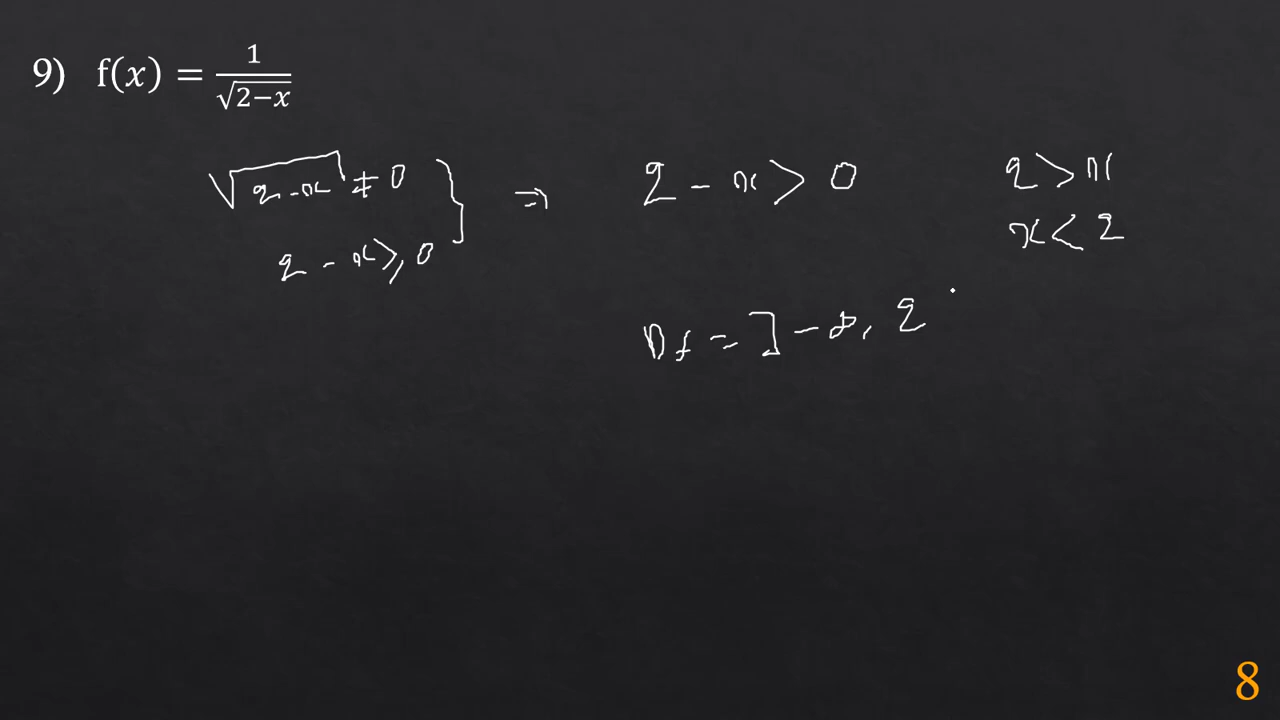 9) f(x) = 1/√(2−x)
√(2-x) ≠ 0 } ⇒ 2 - x > 0 2 > x
2 - x ≥ 0 x < 2
Df = ]-∞, 2
8